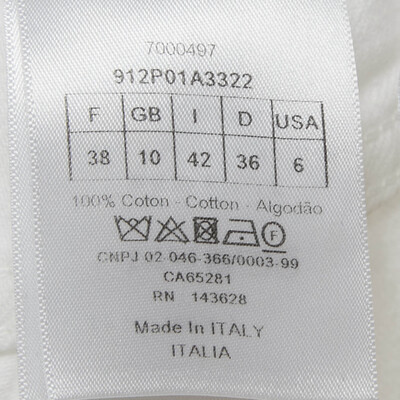 7000497
912P01A3322
F GB I D USA
38 10 42 36 6
100% Coton - Cotton - Algodão
F
CNPJ 02-046-366/0003-99
CA65281
RN 143628
Made In ITALY
ITALIA